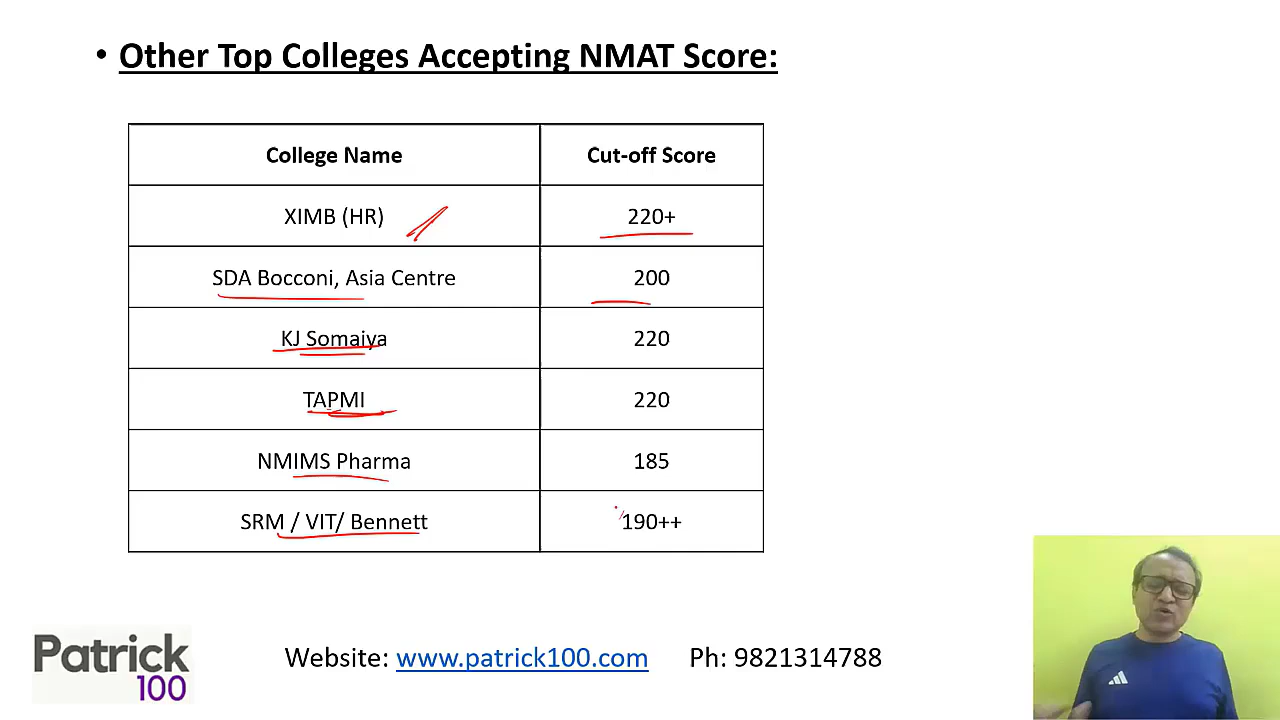 • Other Top Colleges Accepting NMAT Score:
College Name Cut-off Score
XIMB (HR) 220+
SDA Bocconi, Asia Centre 200
KJ Somaiya 220
TAPMI 220
NMIMS Pharma 185
SRM / VIT/ Bennett 190++
Patrick
100
Website: www.patrick100.com Ph: 9821314788